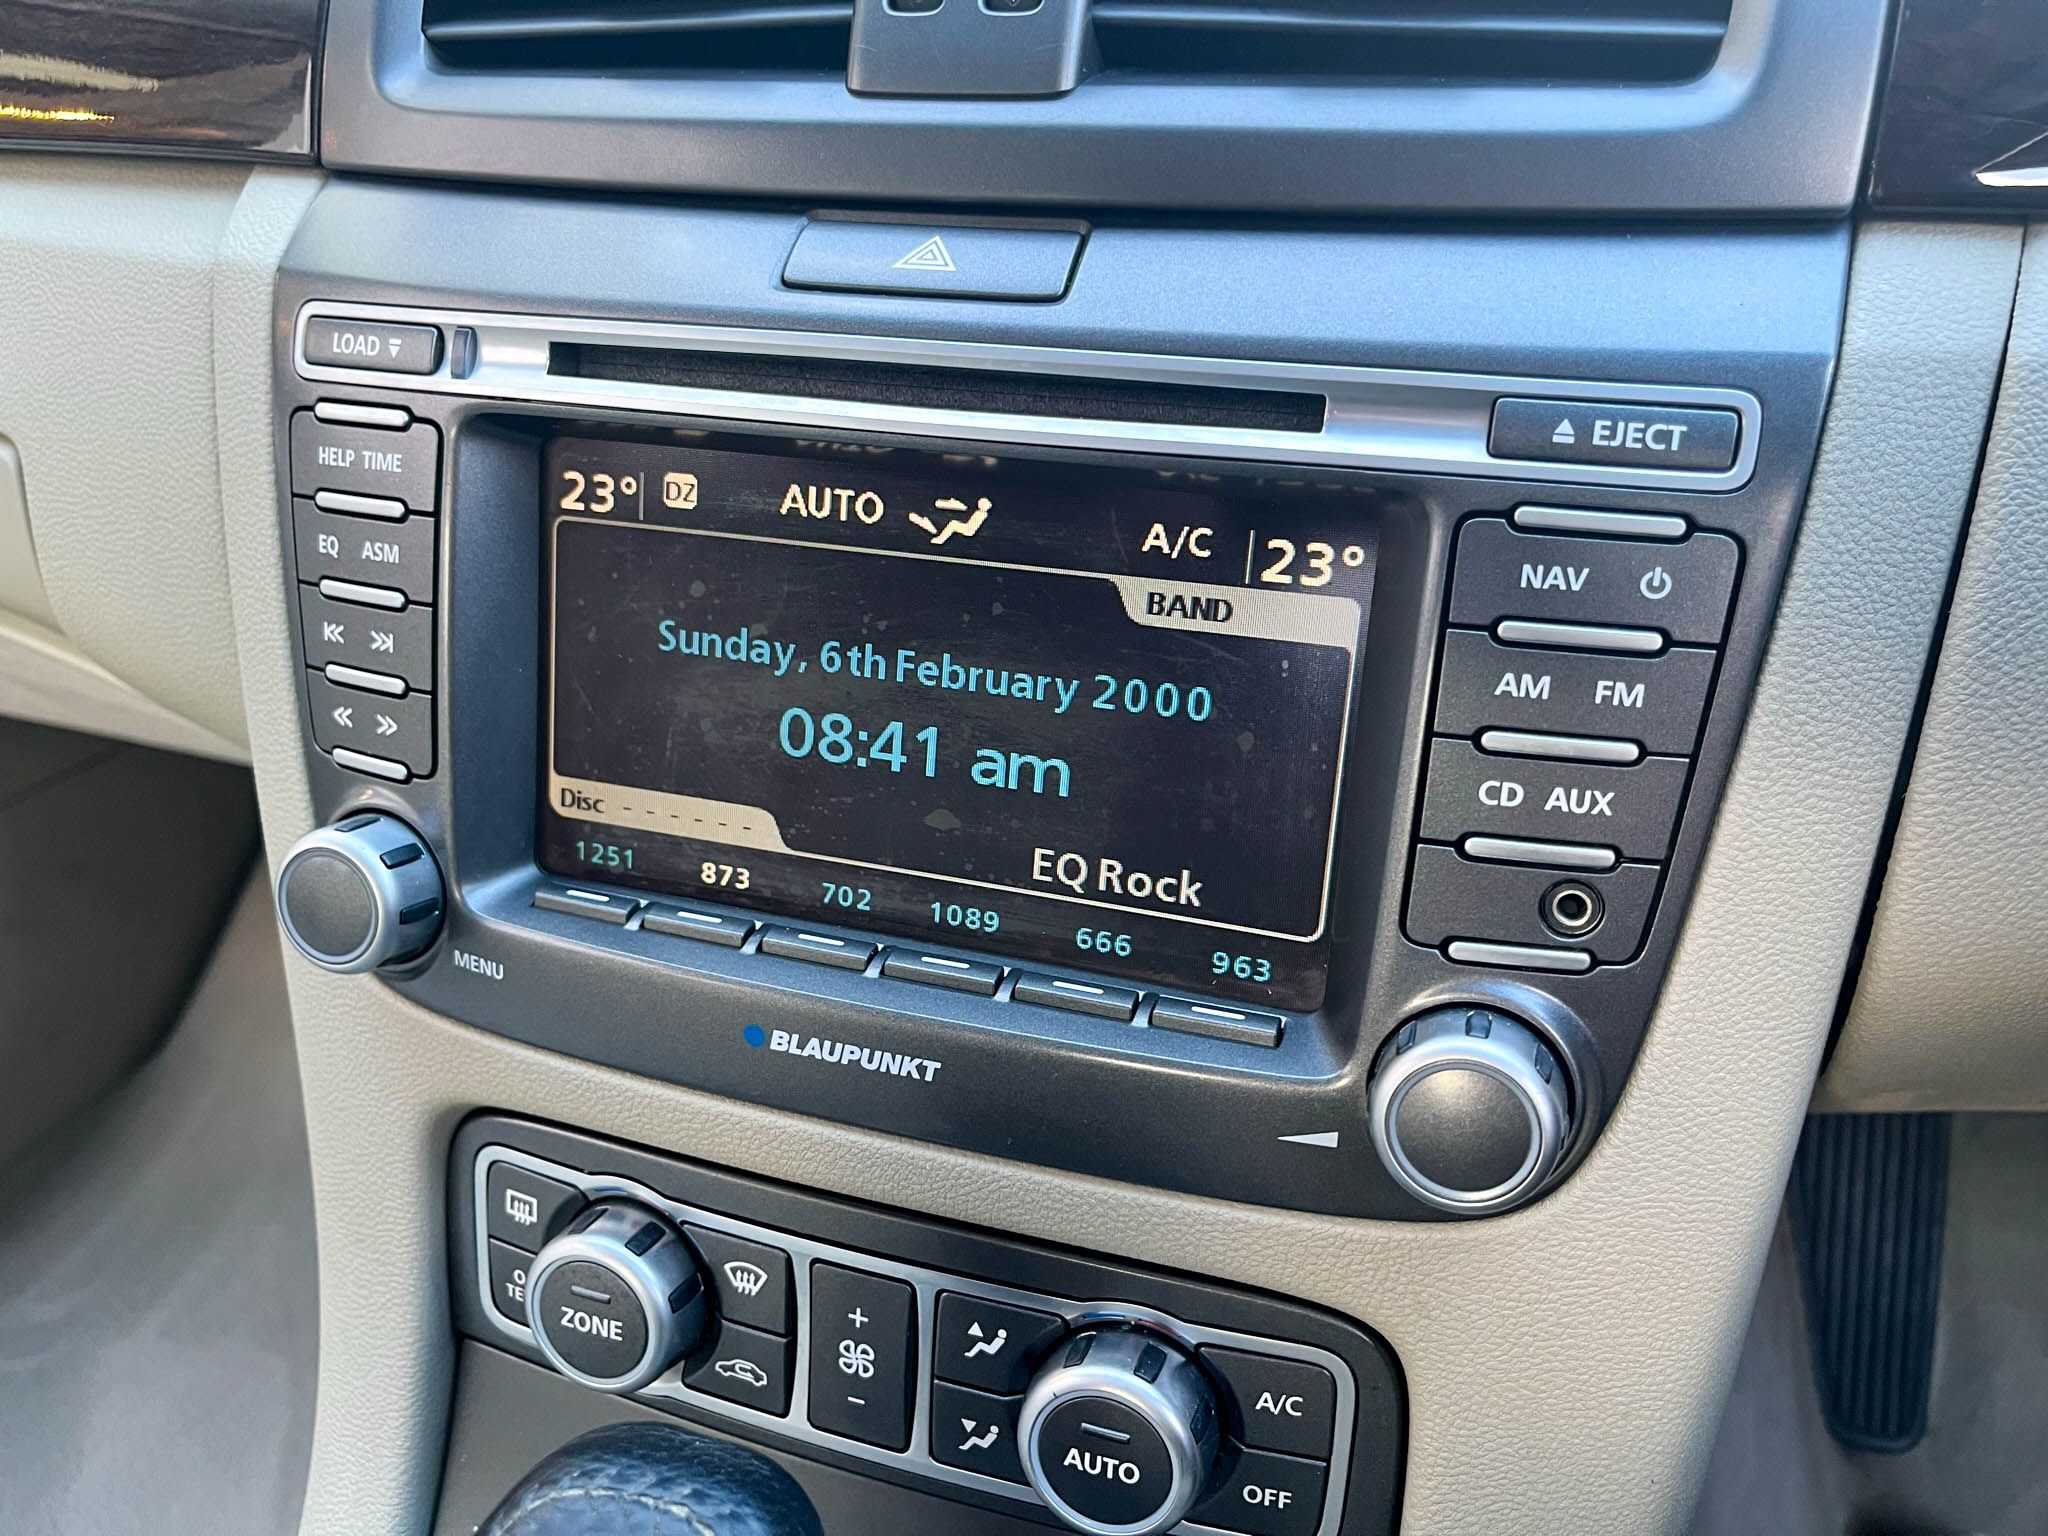 LOAD
EJECT
HELP TIME
EQ ASM
23° DZ AUTO A/C 23°
BAND
Sunday, 6th February 2000
08:41 am
Disc - - - - - -
EQ Rock
1251 873 702 1089 666 963
NAV
AM FM
CD AUX
MENU
BLAUPUNKT
ZONE
+
-
AUTO
A/C
OFF